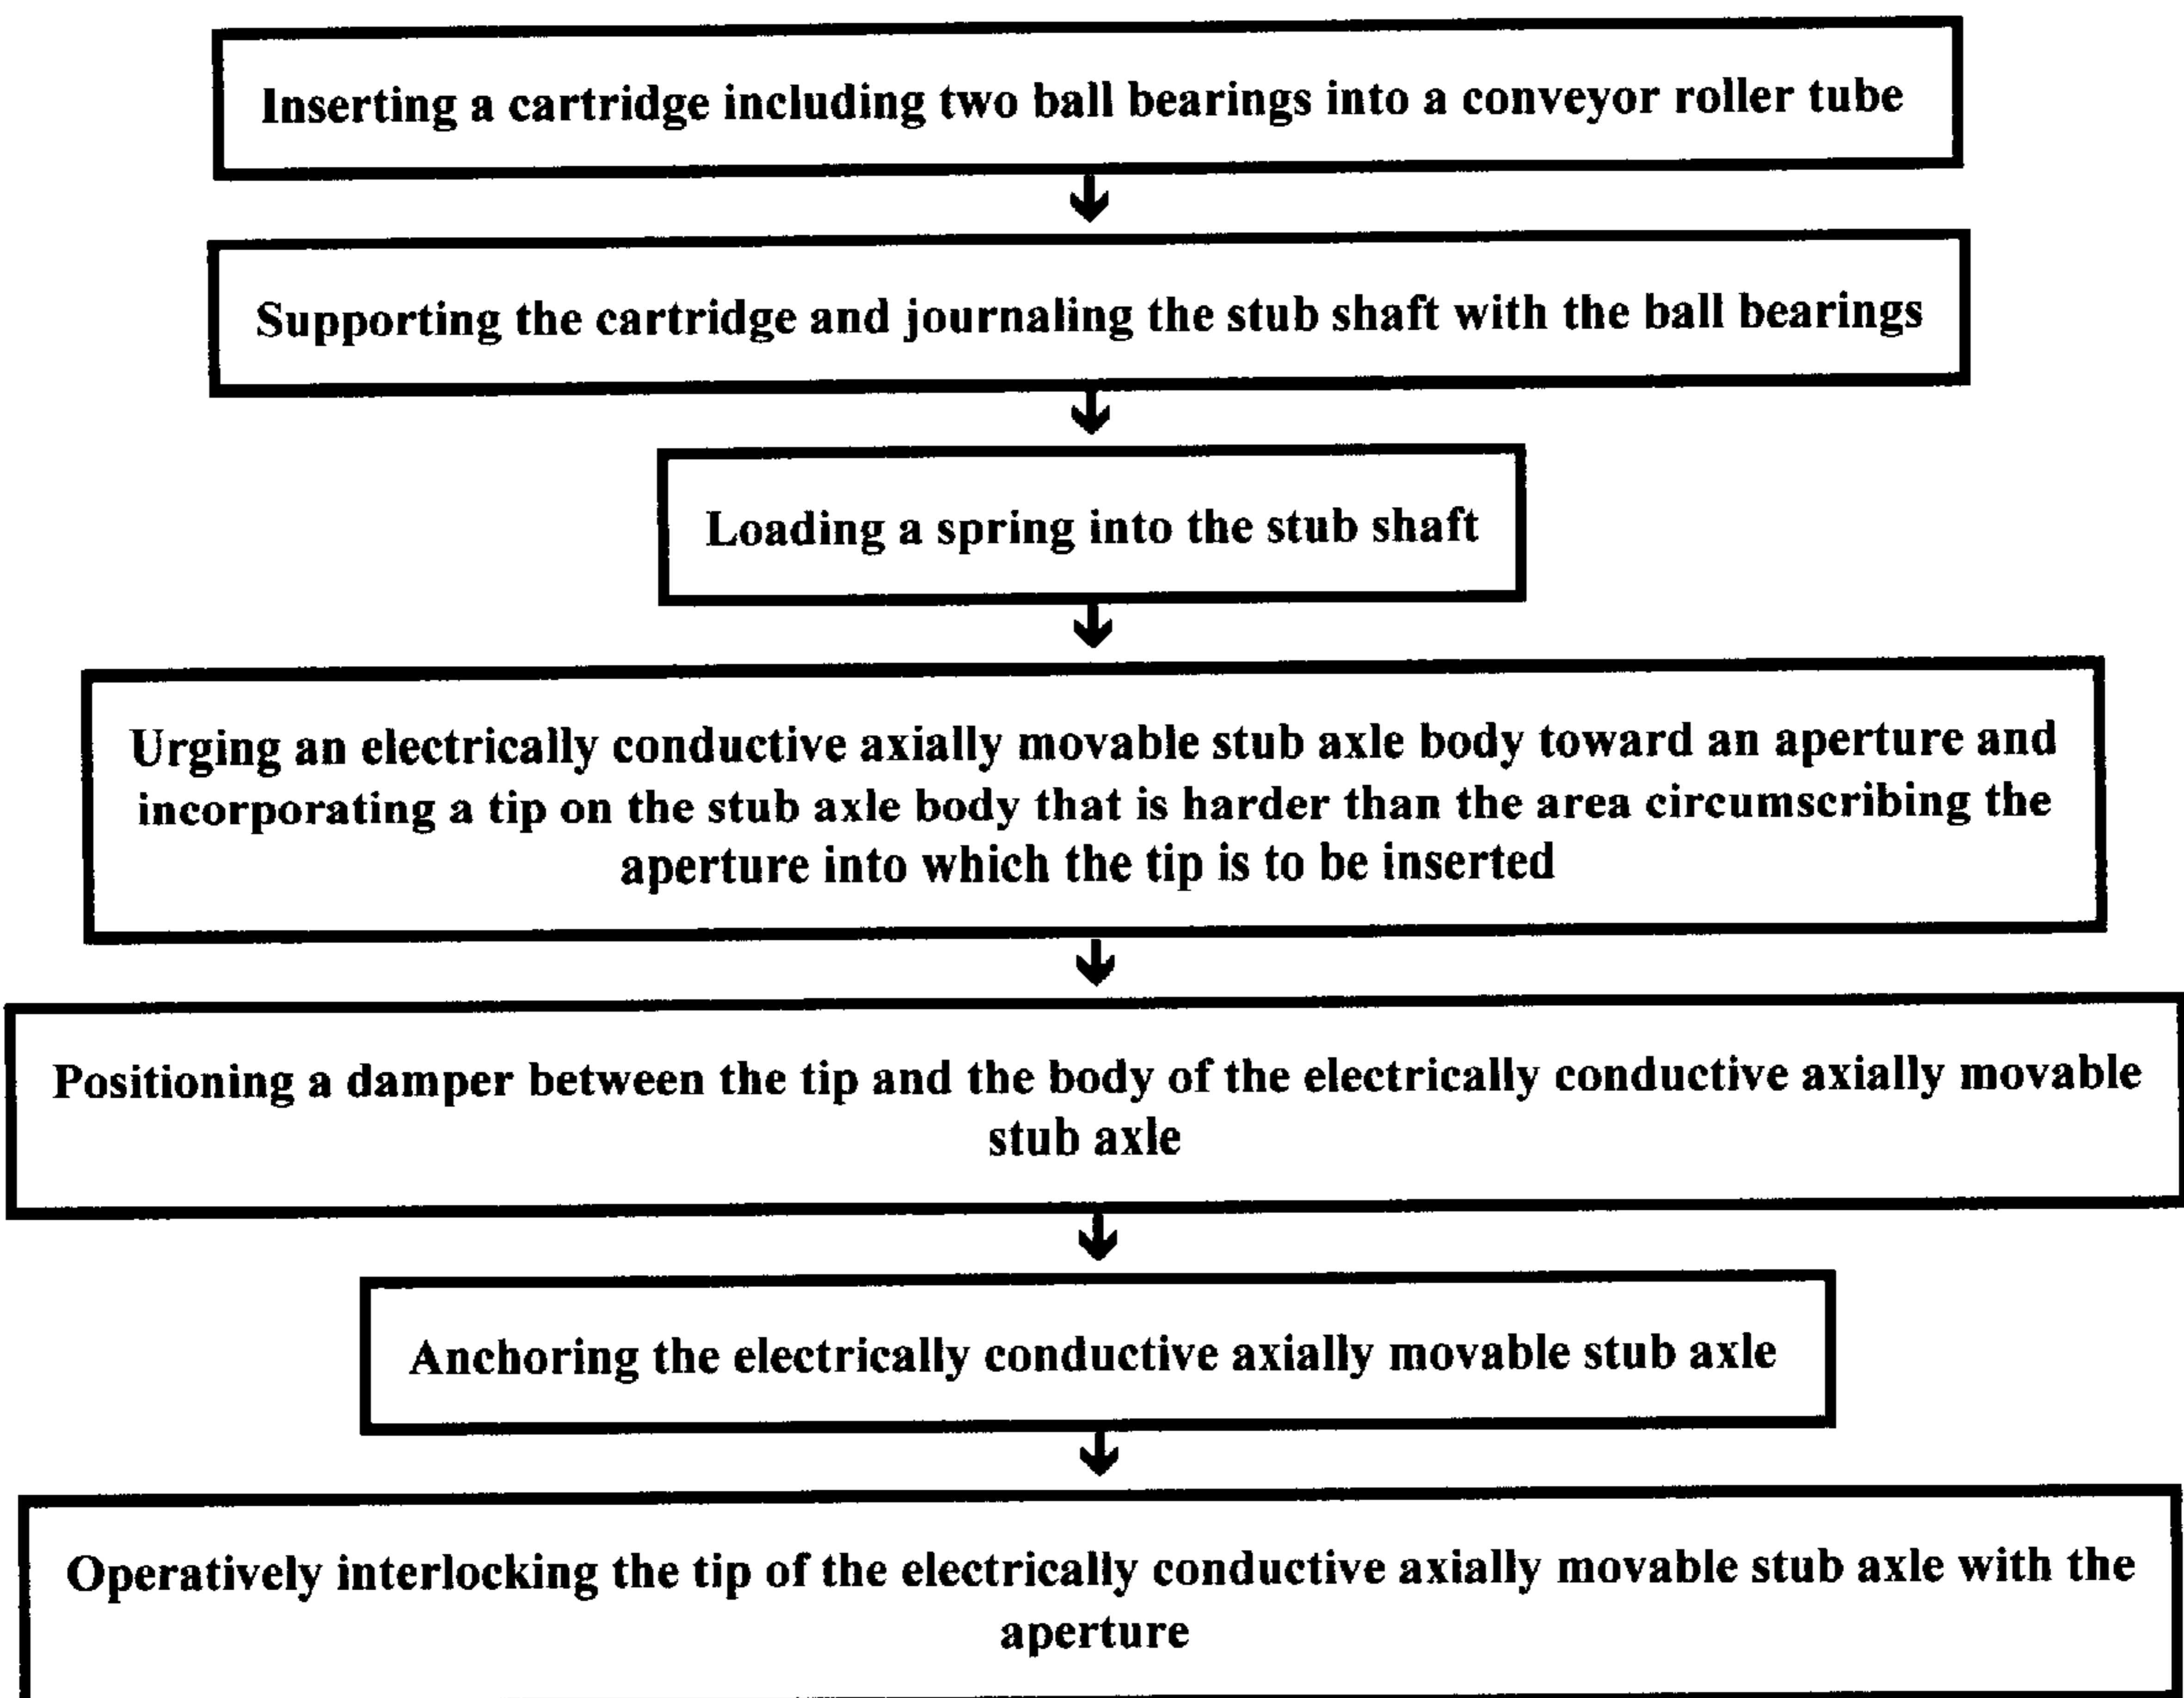 Inserting a cartridge including two ball bearings into a conveyor roller tube
Supporting the cartridge and journaling the stub shaft with the ball bearings
Loading a spring into the stub shaft
Urging an electrically conductive axially movable stub axle body toward an aperture and
incorporating a tip on the stub axle body that is harder than the area circumscribing the
aperture into which the tip is to be inserted
Positioning a damper between the tip and the body of the electrically conductive axially movable
stub axle
Anchoring the electrically conductive axially movable stub axle
Operatively interlocking the tip of the electrically conductive axially movable stub axle with the
aperture